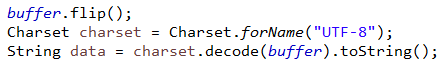 buffer.flip();
Charset charset = Charset.forName("UTF-8");
String data = charset.decode(buffer).toString();